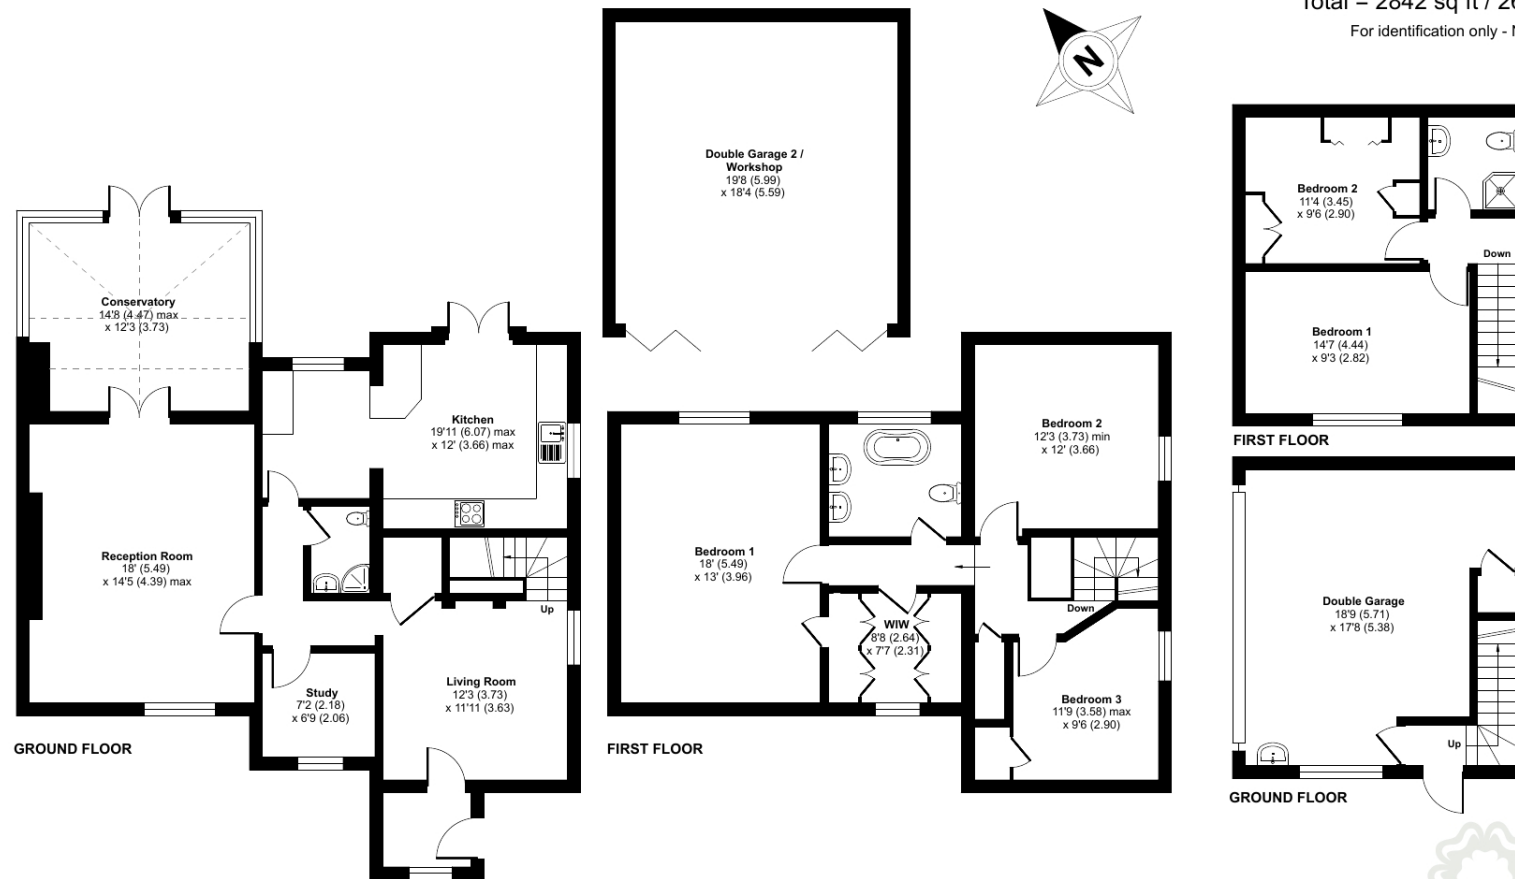 Total = 2842 sq ft / 26
For identification only - N
N
Double Garage 2 /
Workshop
19'8 (5.99)
x 18'4 (5.59)
Conservatory
14'8 (4.47) max
x 12'3 (3.73)
Kitchen
19'11 (6.07) max
x 12' (3.66) max
Reception Room
18' (5.49)
x 14'5 (4.39) max
Up
Study
7'2 (2.18)
x 6'9 (2.06)
Living Room
12'3 (3.73)
x 11'11 (3.63)
GROUND FLOOR
Bedroom 2
12'3 (3.73) min
x 12' (3.66)
Bedroom 1
18' (5.49)
x 13' (3.96)
Down
WIW
8'8 (2.64)
x 7'7 (2.31)
Bedroom 3
11'9 (3.58) max
x 9'6 (2.90)
FIRST FLOOR
Bedroom 2
11'4 (3.45)
x 9'6 (2.90)
Down
Bedroom 1
14'7 (4.44)
x 9'3 (2.82)
FIRST FLOOR
Double Garage
18'9 (5.71)
x 17'8 (5.38)
Up
GROUND FLOOR